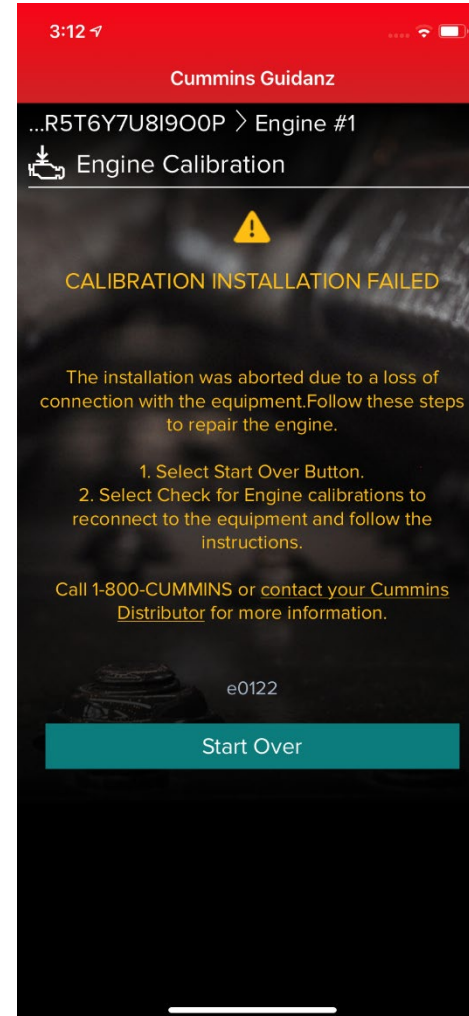 3:12
Cummins Guidanz
...R5T6Y7U8I9O0P > Engine #1
Engine Calibration
CALIBRATION INSTALLATION FAILED
The installation was aborted due to a loss of
connection with the equipment.Follow these steps
to repair the engine.
1. Select Start Over Button.
2. Select Check for Engine calibrations to
reconnect to the equipment and follow the
instructions.
Call 1-800-CUMMINS or contact your Cummins
Distributor for more information.
e0122
Start Over